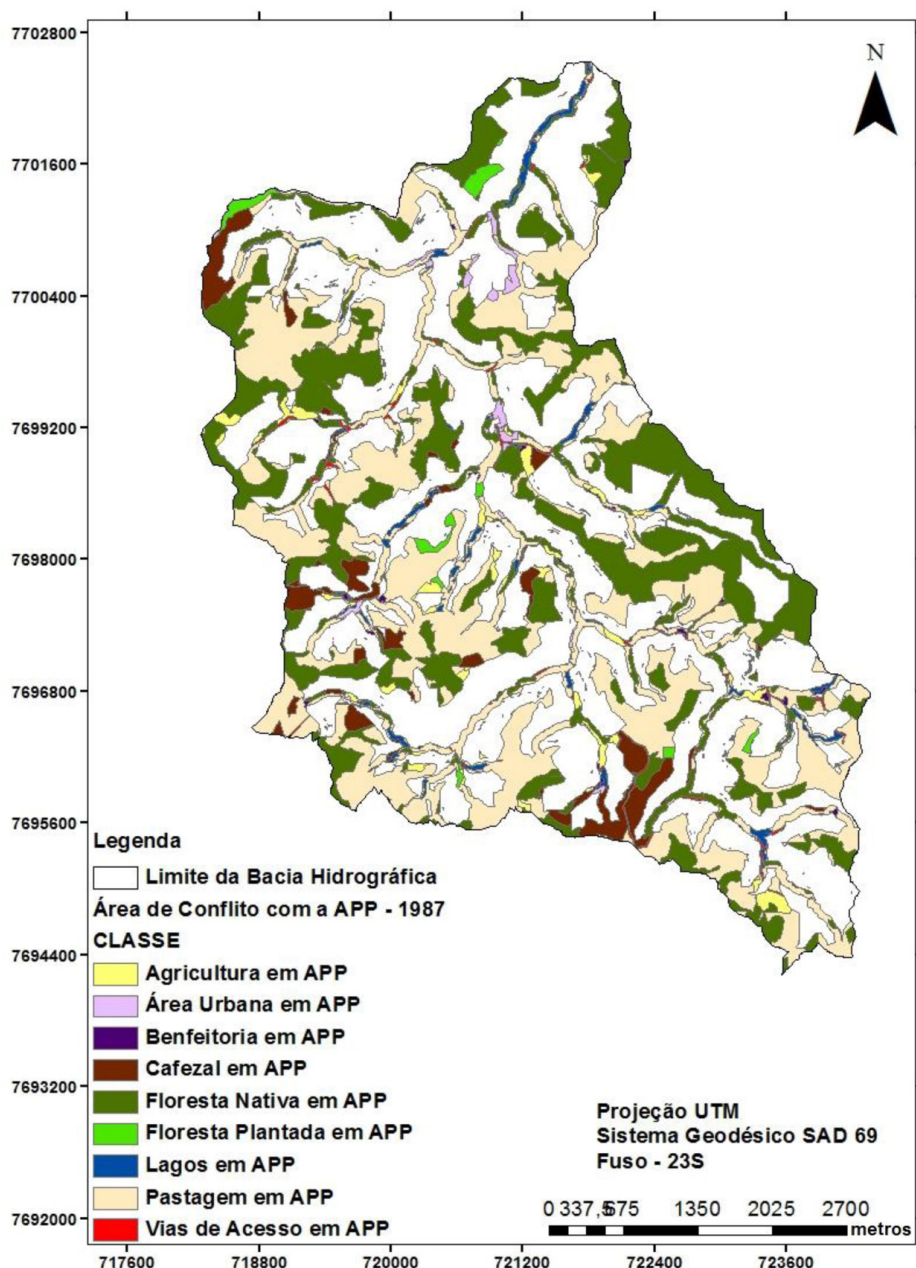 7702800
N
7701600
7700400
7699200
7698000
7696800
7695600
Legenda
Limite da Bacia Hidrográfica
Área de Conflito com a APP - 1987
CLASSE
7694400
Agricultura em APP
Área Urbana em APP
Benfeitoria em APP
Cafezal em APP
7693200
Floresta Nativa em APP
Floresta Plantada em APP
Lagos em APP
Pastagem em APP
7692000
Vias de Acesso em APP
Projeção UTM
Sistema Geodésico SAD 69
Fuso - 23S
0 337,5 675 1350 2025 2700
metros
717600 718800 720000 721200 722400 723600